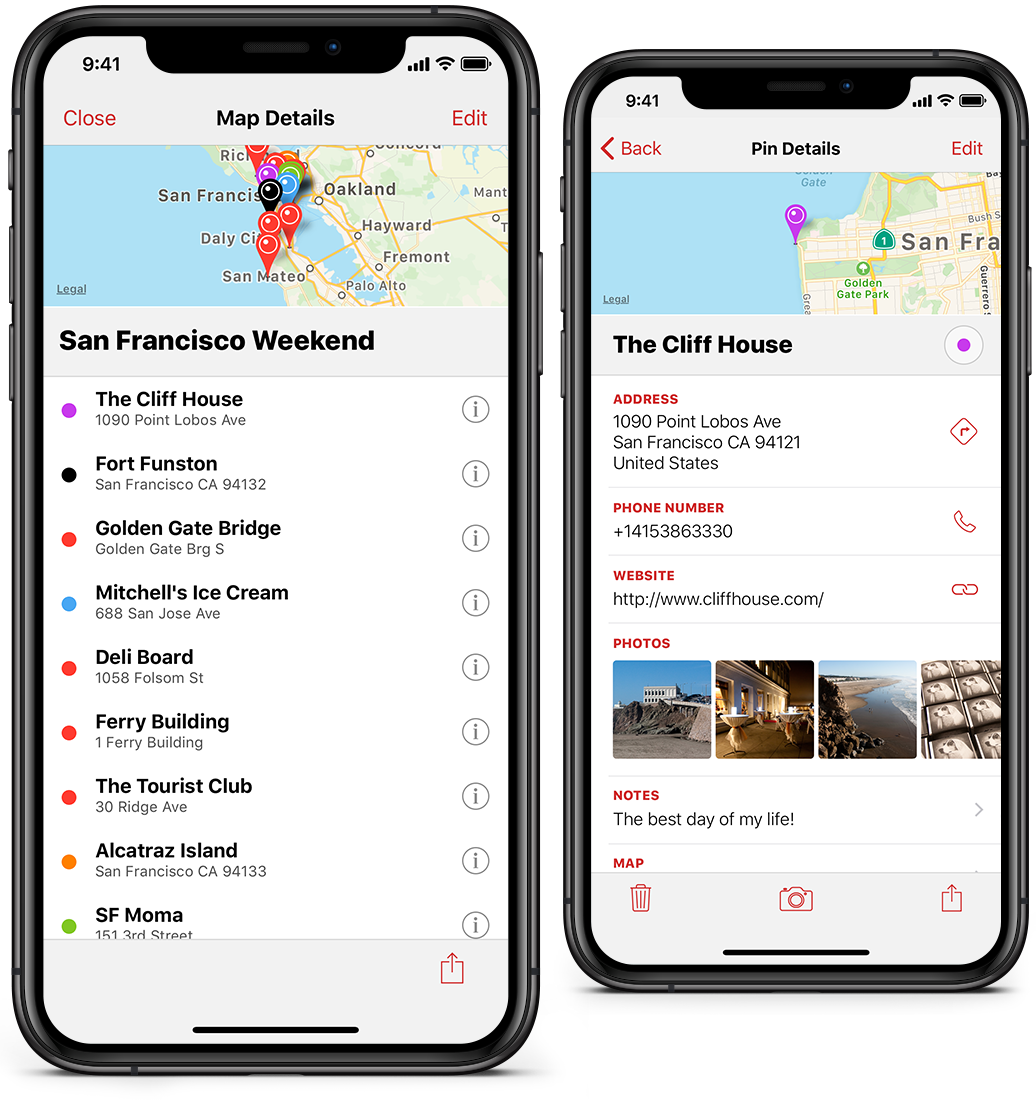 9:41
Close
Map Details
Edit
Concord
Oakland
San Francis
Mant
Hayward
Daly Ci
Fremont
San Mateo
Palo Alto
Legal
San Francisco Weekend
The Cliff House
1090 Point Lobos Ave
Fort Funston
San Francisco CA 94132
Golden Gate Bridge
Golden Gate Brg S
Mitchell's Ice Cream
688 San Jose Ave
Deli Board
1058 Folsom St
Ferry Building
1 Ferry Building
The Tourist Club
30 Ridge Ave
Alcatraz Island
San Francisco CA 94133
SF Moma
151 3rd Street
9:41
Back
Pin Details
Edit
Golden
Gate
Bay
Bush S
1
San Fra
Golden
Gate Park
Grea
Guerrero S
Legal
The Cliff House
ADDRESS
1090 Point Lobos Ave
San Francisco CA 94121
United States
PHONE NUMBER
+14153863330
WEBSITE
http://www.cliffhouse.com/
PHOTOS
NOTES
The best day of my life!
MAP